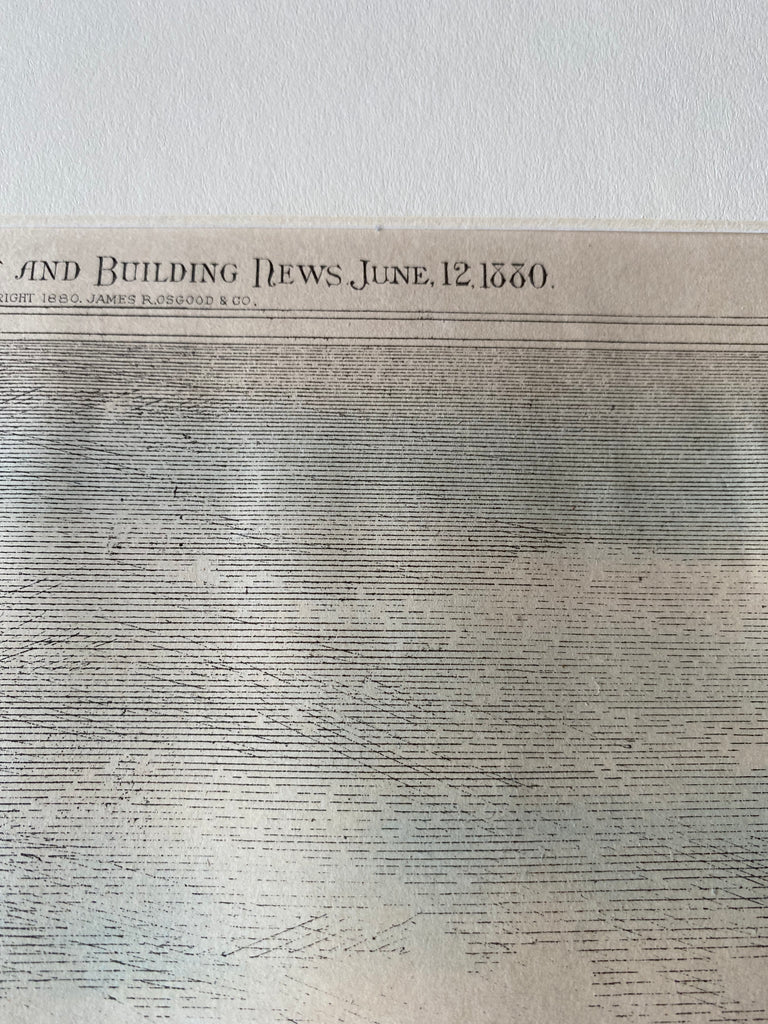 AND BUILDING NEWS. JUNE, 12, 1880.
RIGHT 1880. JAMES R. OSGOOD & CO.